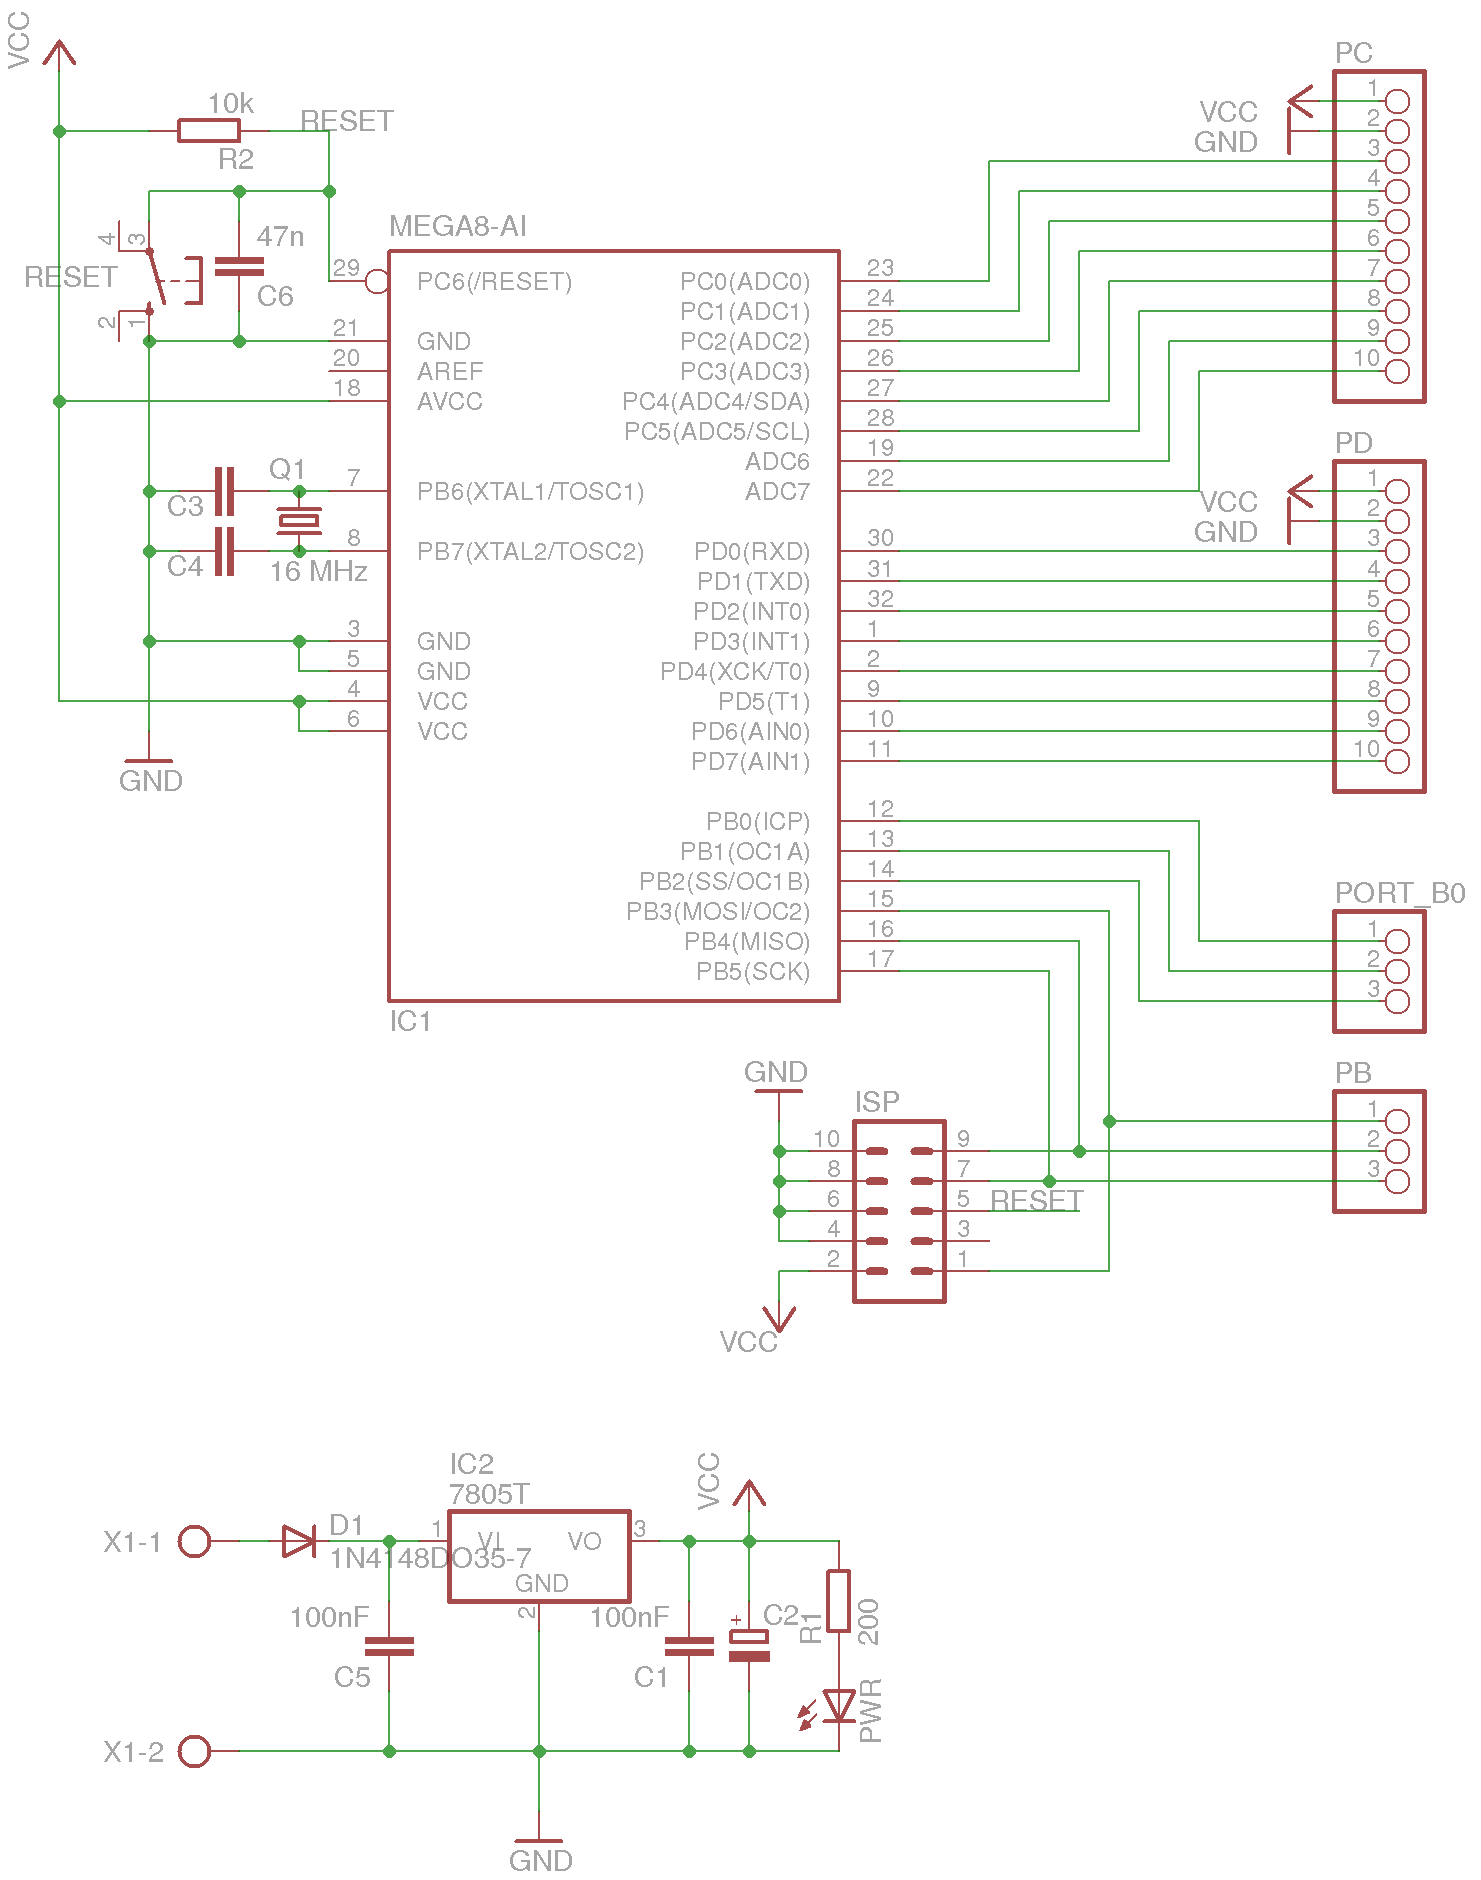 VCC
10k
RESET
R2
4
3
47n
RESET
C6
2
1
MEGA8-AI
29 PC6(/RESET)
21 GND
20 AREF
18 AVCC
Q1
7 PB6(XTAL1/TOSC1)
C3
C4
8 PB7(XTAL2/TOSC2)
16 MHz
3 GND
5 GND
4 VCC
6 VCC
GND
PC0(ADC0) 23
PC1(ADC1) 24
PC2(ADC2) 25
PC3(ADC3) 26
PC4(ADC4/SDA) 27
PC5(ADC5/SCL) 28
ADC6 19
ADC7 22
PD0(RXD) 30
PD1(TXD) 31
PD2(INT0) 32
PD3(INT1) 1
PD4(XCK/T0) 2
PD5(T1) 9
PD6(AIN0) 10
PD7(AIN1) 11
PB0(ICP) 12
PB1(OC1A) 13
PB2(SS/OC1B) 14
PB3(MOSI/OC2) 15
PB4(MISO) 16
PB5(SCK) 17
IC1
PC
VCC 1
GND 2
3
4
5
6
7
8
9
10
PD
VCC 1
GND 2
3
4
5
6
7
8
9
10
PORT_B0
1
2
3
PB
1
2
3
GND
ISP
10 9
8 7
6 5 RESET
4 3
2 1
VCC
IC2
7805T
VCC
X1-1
D1
1N4148DO35-7
1 VI
VO 3
GND
2
100nF
C5
100nF
C1
+
C2
R1
200
PWR
X1-2
GND